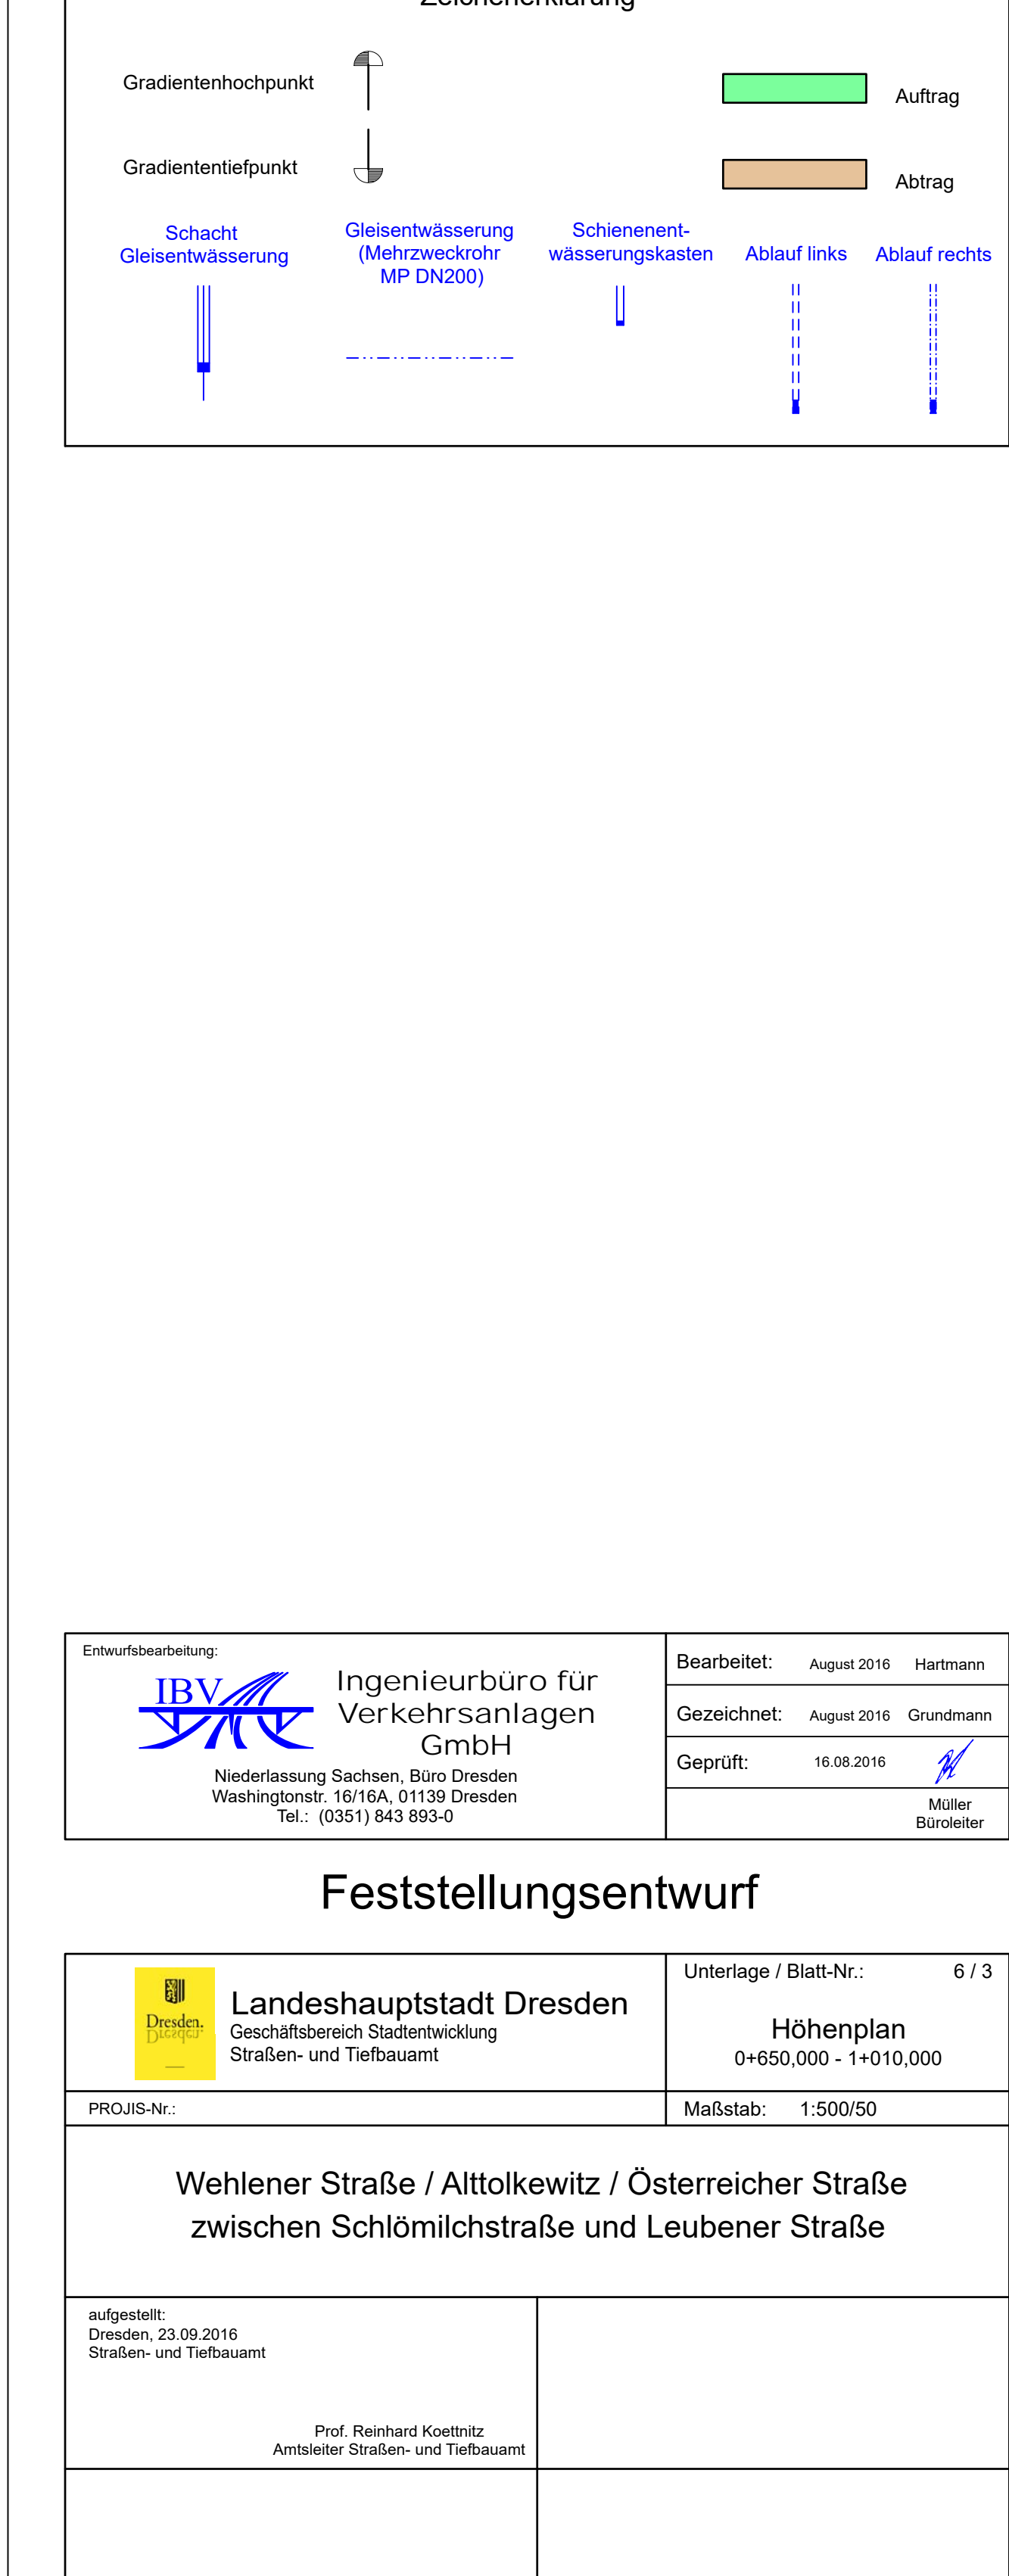 Zeichenerklärung
Gradientenhochpunkt
Auftrag
Gradiententiefpunkt
Abtrag
Schacht
Gleisentwässerung
Gleisentwässerung
(Mehrzweckrohr
MP DN200)
Schienenent-
wässerungskasten
Ablauf links
Ablauf rechts
Entwurfsbearbeitung:
IBV
Ingenieurbüro für
Verkehrsanlagen
GmbH
Niederlassung Sachsen, Büro Dresden
Washingtonstr. 16/16A, 01139 Dresden
Tel.: (0351) 843 893-0
Bearbeitet: August 2016 Hartmann
Gezeichnet: August 2016 Grundmann
Geprüft: 16.08.2016
Müller
Büroleiter
Feststellungsentwurf
Dresden.
Dresden.
Landeshauptstadt Dresden
Geschäftsbereich Stadtentwicklung
Straßen- und Tiefbauamt
Unterlage / Blatt-Nr.: 6 / 3
Höhenplan
0+650,000 - 1+010,000
PROJIS-Nr.:
Maßstab: 1:500/50
Wehlener Straße / Alttolkewitz / Österreicher Straße
zwischen Schlömilchstraße und Leubener Straße
aufgestellt:
Dresden, 23.09.2016
Straßen- und Tiefbauamt
Prof. Reinhard Koettnitz
Amtsleiter Straßen- und Tiefbauamt